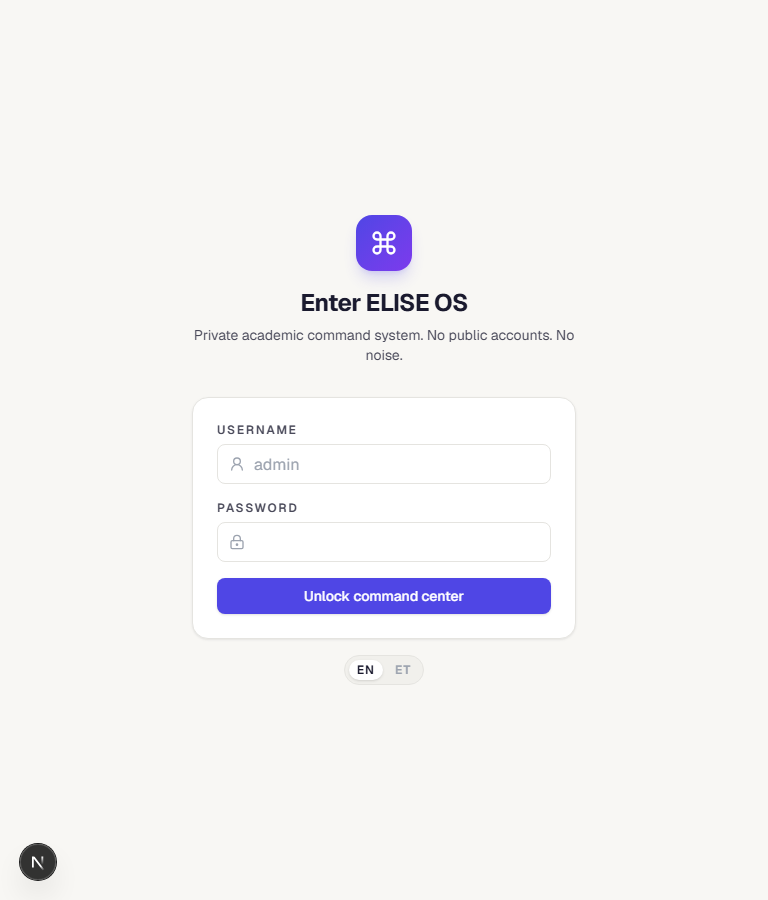 Enter ELISE OS
Private academic command system. No public accounts. No
noise.
USERNAME
admin
PASSWORD
Unlock command center
EN ET
N